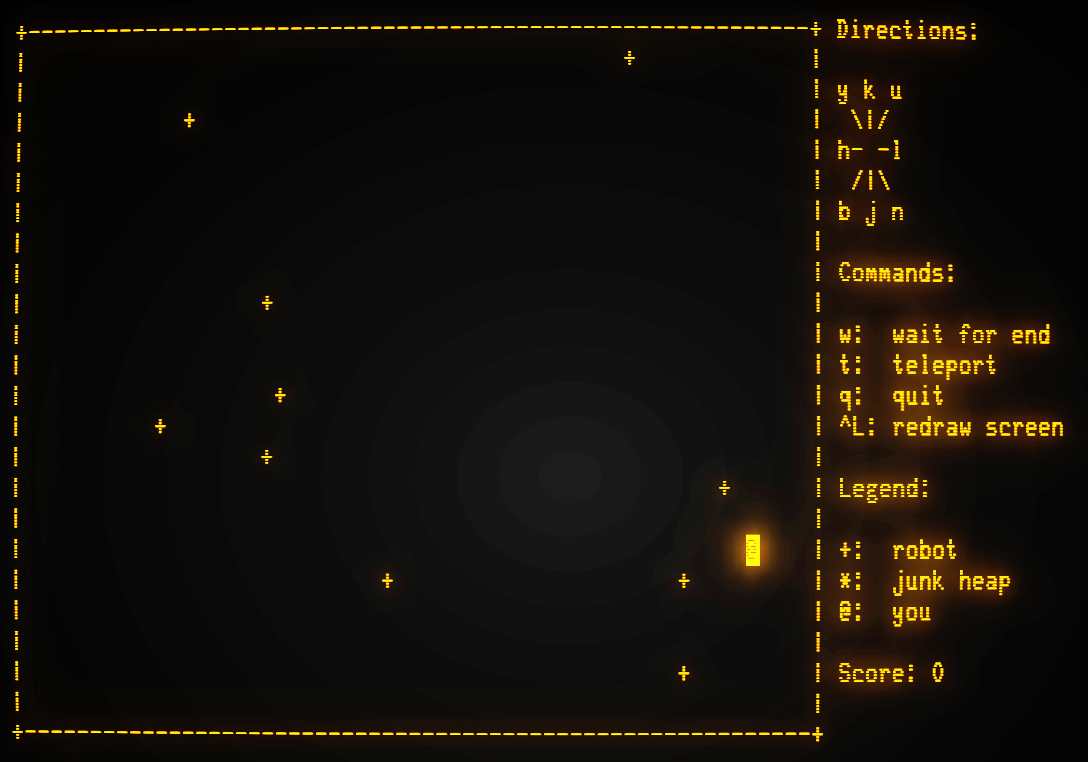 Directions:
y k u
\|/
h- -l
/|\
b j n
Commands:
w: wait for end
t: teleport
q: quit
^L: redraw screen
Legend:
+: robot
*: junk heap
@: you
Score: 0